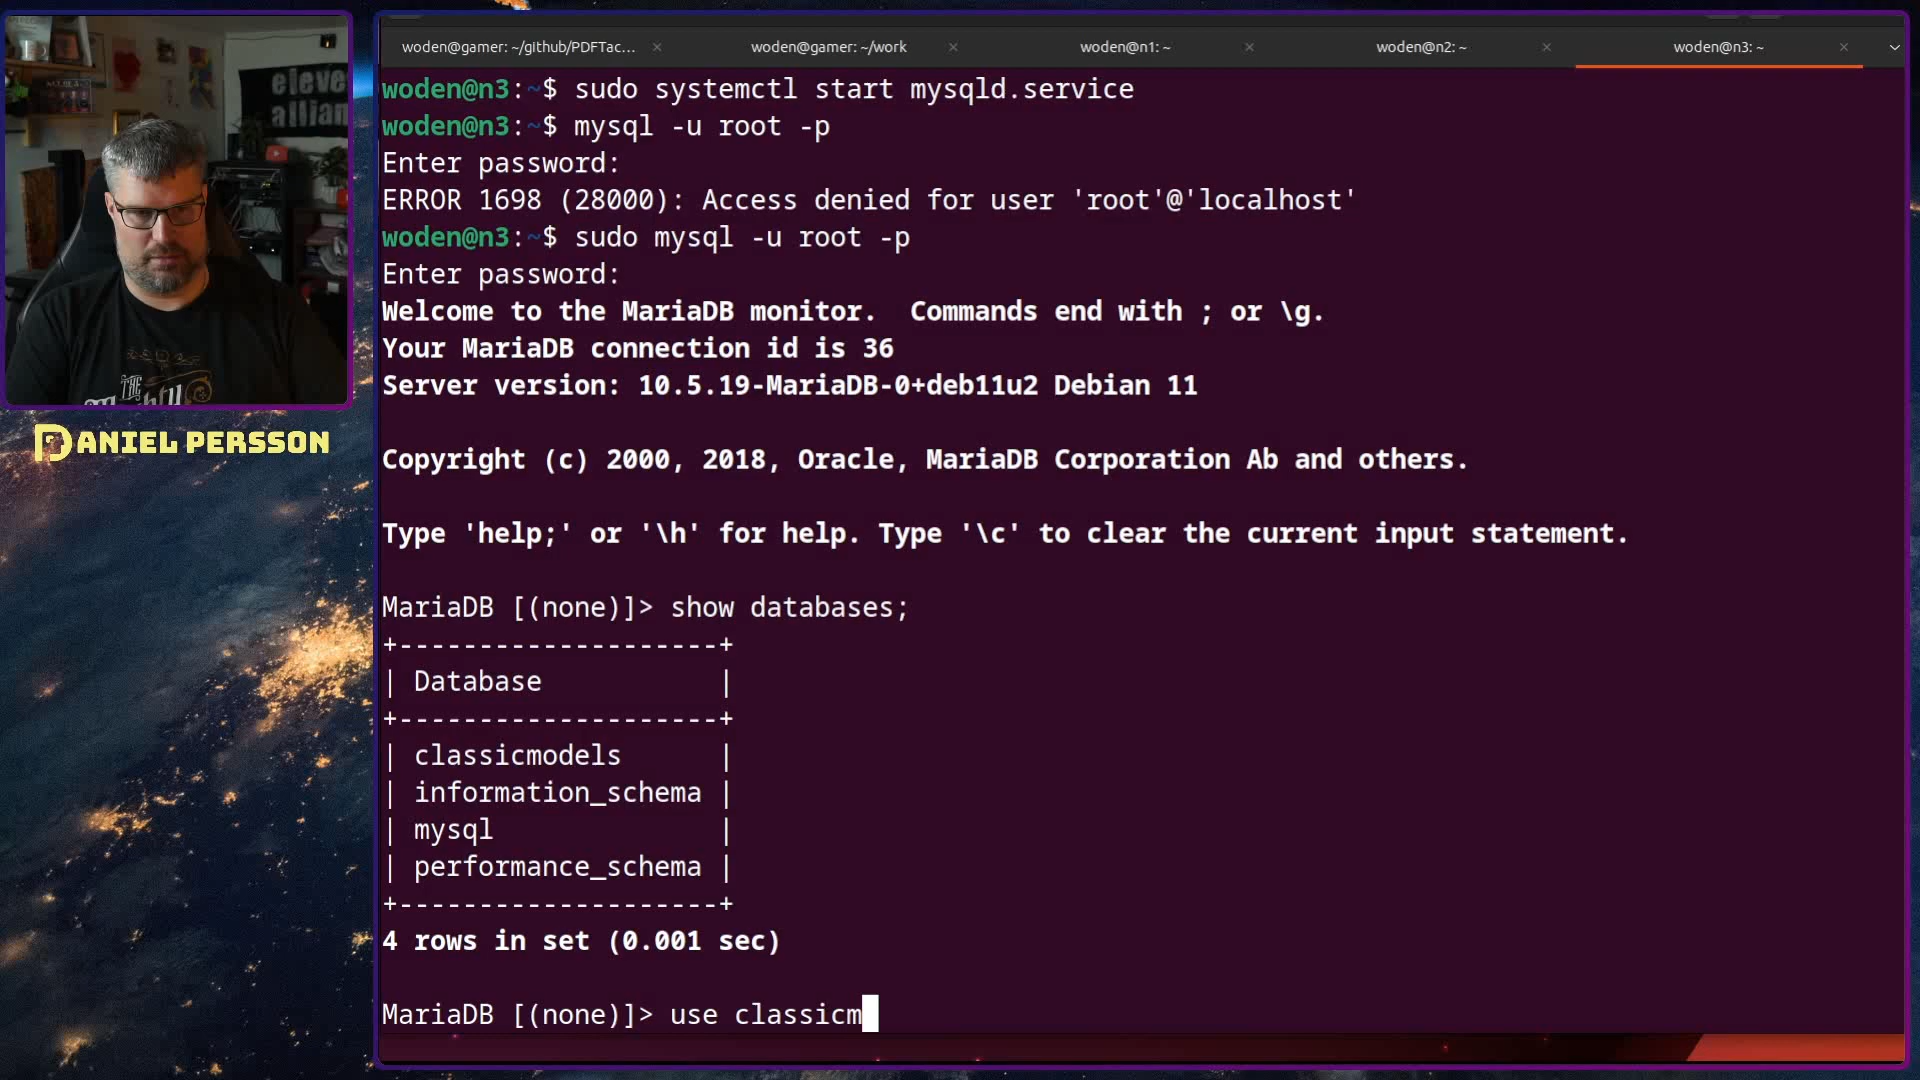 woden@gamer: ~/github/PDFTac... ×
woden@gamer: ~/work ×
woden@n1: ~ ×
woden@n2: ~ ×
woden@n3: ~ ×
woden@n3:~$ sudo systemctl start mysqld.service
woden@n3:~$ mysql -u root -p
Enter password:
ERROR 1698 (28000): Access denied for user 'root'@'localhost'
woden@n3:~$ sudo mysql -u root -p
Enter password:
Welcome to the MariaDB monitor.  Commands end with ; or \g.
Your MariaDB connection id is 36
Server version: 10.5.19-MariaDB-0+deb11u2 Debian 11
Copyright (c) 2000, 2018, Oracle, MariaDB Corporation Ab and others.
Type 'help;' or '\h' for help. Type '\c' to clear the current input statement.
MariaDB [(none)]> show databases;
+--------------------+
| Database           |
+--------------------+
| classicmodels      |
| information_schema |
| mysql              |
| performance_schema |
+--------------------+
4 rows in set (0.001 sec)
MariaDB [(none)]> use classicm
DANIEL PERSSON
THE